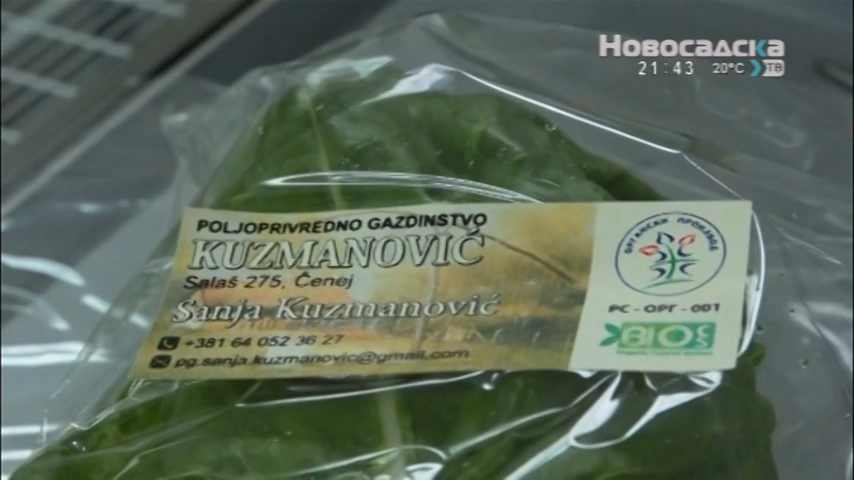 Новосадска
21:43 20°C ТВ
POLJOPRIVREDNO GAZDINSTVO
KUZMANOVIĆ
Salaš 275, Čenej
Sanja Kuzmanović
+381 64 052 36 27
pg.sanja.kuzmanovic@gmail.com
ОРГАНСКИ ПРОИЗВОД
РС-ОРГ-001
BIOS